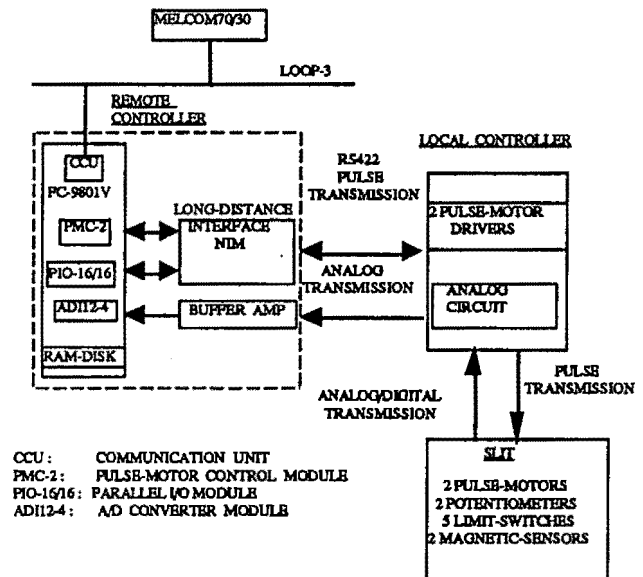 MELCOM70/30
LOOP-3
REMOTE
CONTROLLER
CCU
PC-9801V
PMC-2
PIO-16/16
ADI12-4
RAM-DISK
LONG-DISTANCE
INTERFACE
NIM
BUFFER AMP
RS422
PULSE
TRANSMISSION
ANALOG
TRANSMISSION
LOCAL CONTROLLER
2 PULSE-MOTOR
DRIVERS
ANALOG
CIRCUIT
ANALOG/DIGITAL
TRANSMISSION
PULSE
TRANSMISSION
SLIT
2 PULSE-MOTORS
2 POTENTIOMETERS
5 LIMIT-SWITCHES
2 MAGNETIC-SENSORS
CCU : COMMUNICATION UNIT
PMC-2 : PULSE-MOTOR CONTROL MODULE
PIO-16/16 : PARALLEL I/O MODULE
ADI12-4 : A/D CONVERTER MODULE